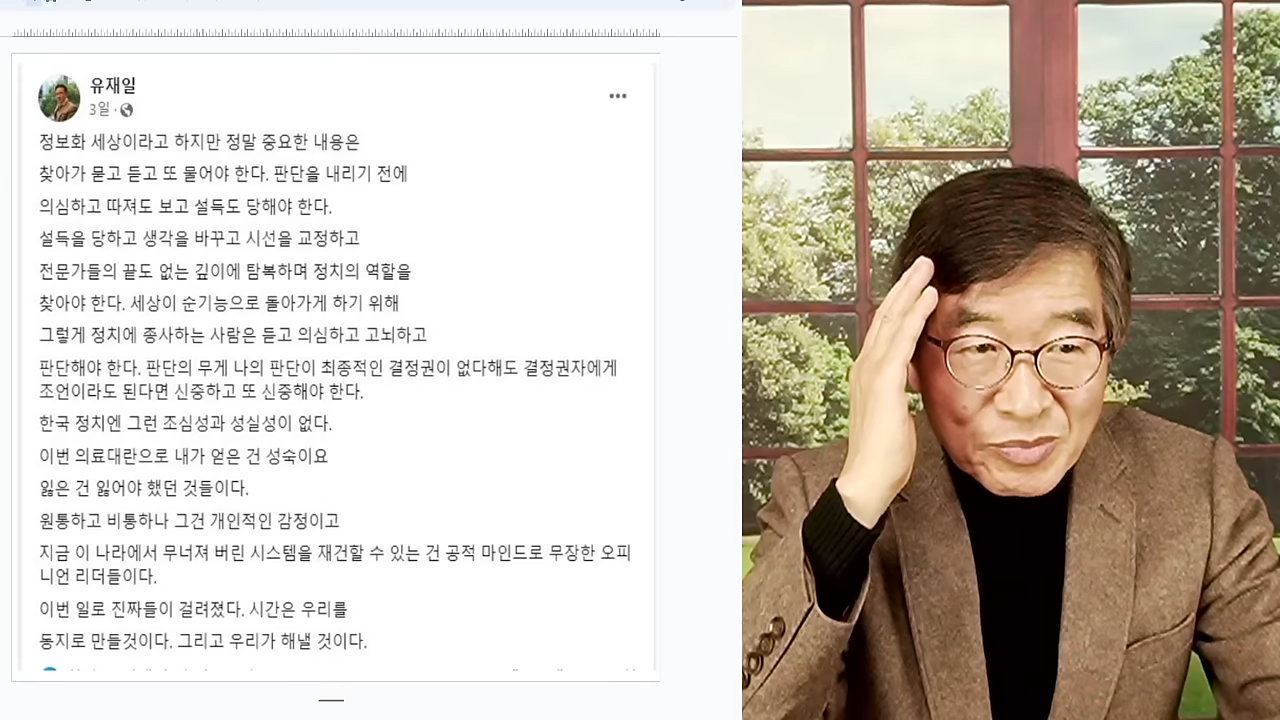 유재일
3일 ·
정보화 세상이라고 하지만 정말 중요한 내용은
찾아가 묻고 듣고 또 물어야 한다. 판단을 내리기 전에
의심하고 따져도 보고 설득도 당해야 한다.
설득을 당하고 생각을 바꾸고 시선을 교정하고
전문가들의 끝도 없는 깊이에 탐복하며 정치의 역할을
찾아야 한다. 세상이 순기능으로 돌아가게 하기 위해
그렇게 정치에 종사하는 사람은 듣고 의심하고 고뇌하고
판단해야 한다. 판단의 무게 나의 판단이 최종적인 결정권이 없다해도 결정권자에게
조언이라도 된다면 신중하고 또 신중해야 한다.
한국 정치엔 그런 조심성과 성실성이 없다.
이번 의료대란으로 내가 얻은 건 성숙이요
잃은 건 잃어야 했던 것들이다.
원통하고 비통하나 그건 개인적인 감정이고
지금 이 나라에서 무너져 버린 시스템을 재건할 수 있는 건 공적 마인드로 무장한 오피
니언 리더들이다.
이번 일로 진짜들이 걸려졌다. 시간은 우리를
동지로 만들것이다. 그리고 우리가 해낼 것이다.